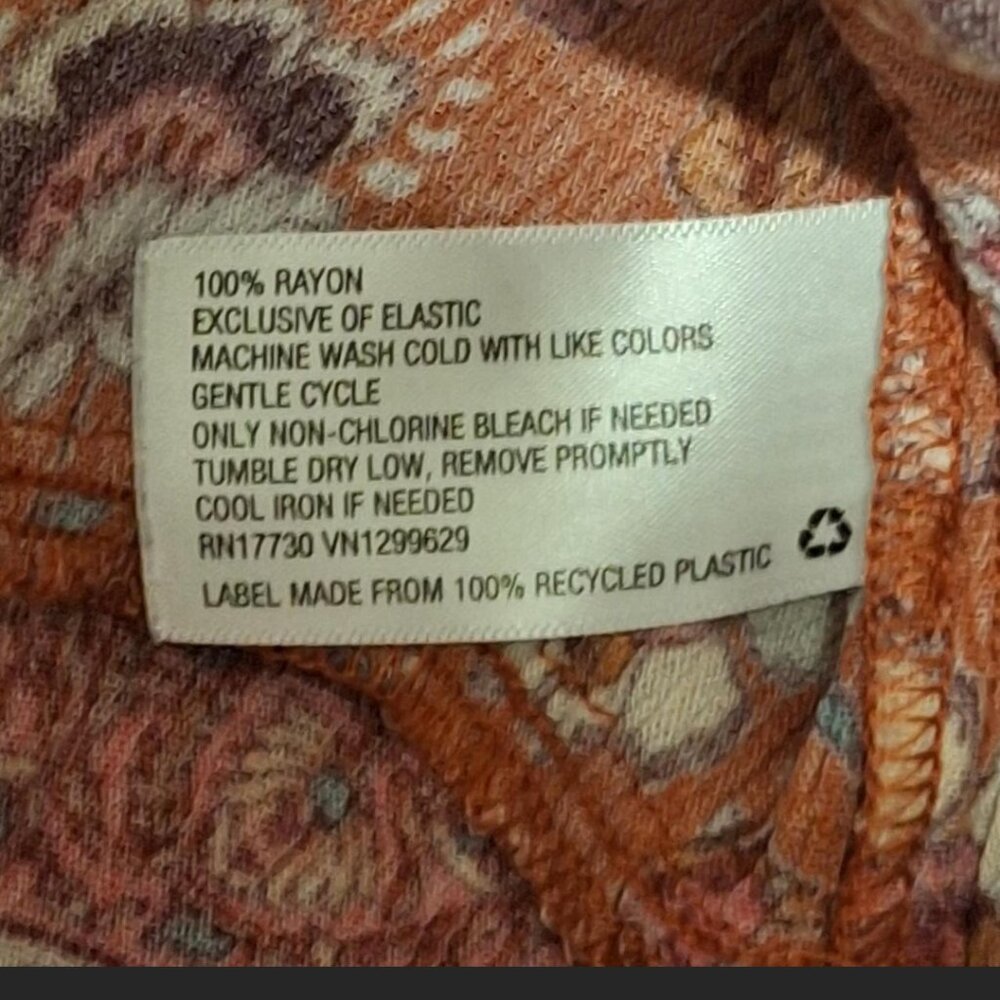 100% RAYON
EXCLUSIVE OF ELASTIC
MACHINE WASH COLD WITH LIKE COLORS
GENTLE CYCLE
ONLY NON-CHLORINE BLEACH IF NEEDED
TUMBLE DRY LOW, REMOVE PROMPTLY
COOL IRON IF NEEDED
RN17730 VN1299629
LABEL MADE FROM 100% RECYCLED PLASTIC